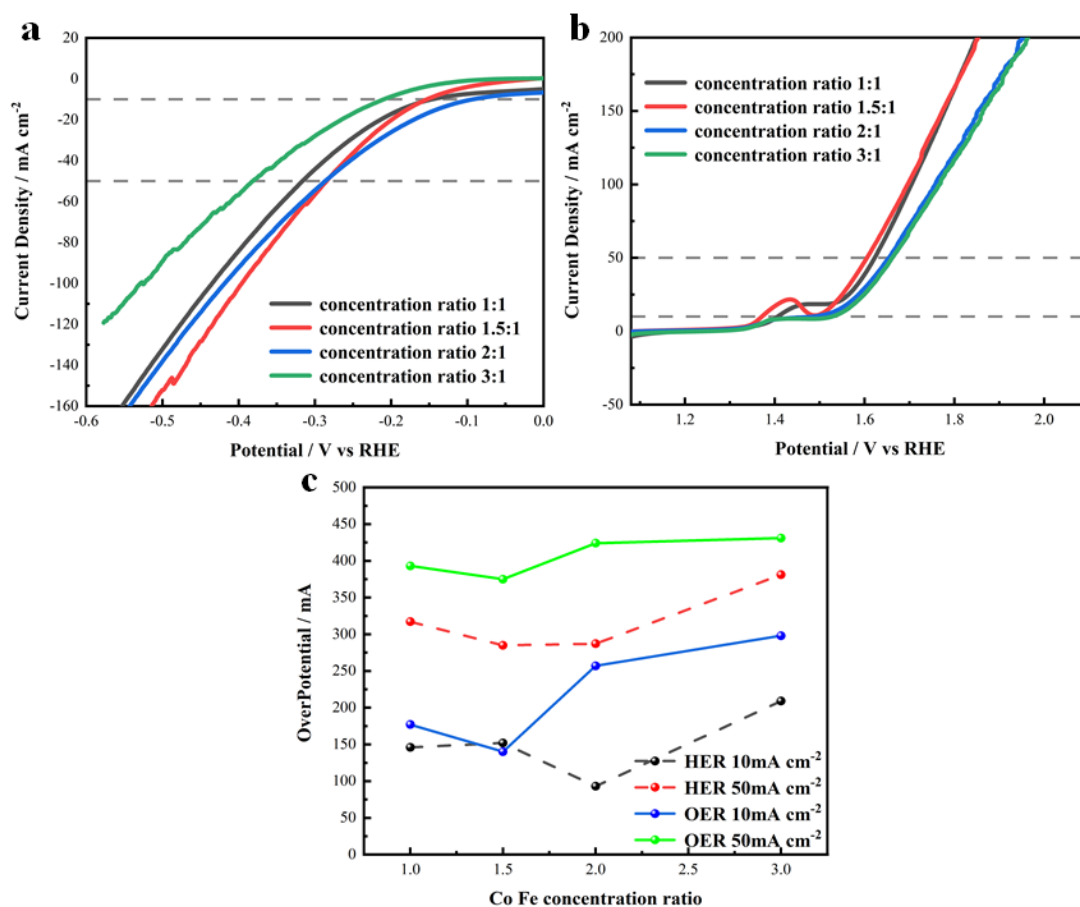 a
20
0
-20
-40
-60
-80
-100
-120
-140
-160
-0.6
-0.5
-0.4
-0.3
-0.2
-0.1
0.0
Current Density / mA cm-2
Potential / V vs RHE
concentration ratio 1:1
concentration ratio 1.5:1
concentration ratio 2:1
concentration ratio 3:1
b
200
150
100
50
0
-50
1.2
1.4
1.6
1.8
2.0
Current Density / mA cm-2
Potential / V vs RHE
concentration ratio 1:1
concentration ratio 1.5:1
concentration ratio 2:1
concentration ratio 3:1
c
500
450
400
350
300
250
200
150
100
50
0
1.0
1.5
2.0
2.5
3.0
OverPotential / mA
Co Fe concentration ratio
HER 10mA cm-2
HER 50mA cm-2
OER 10mA cm-2
OER 50mA cm-2